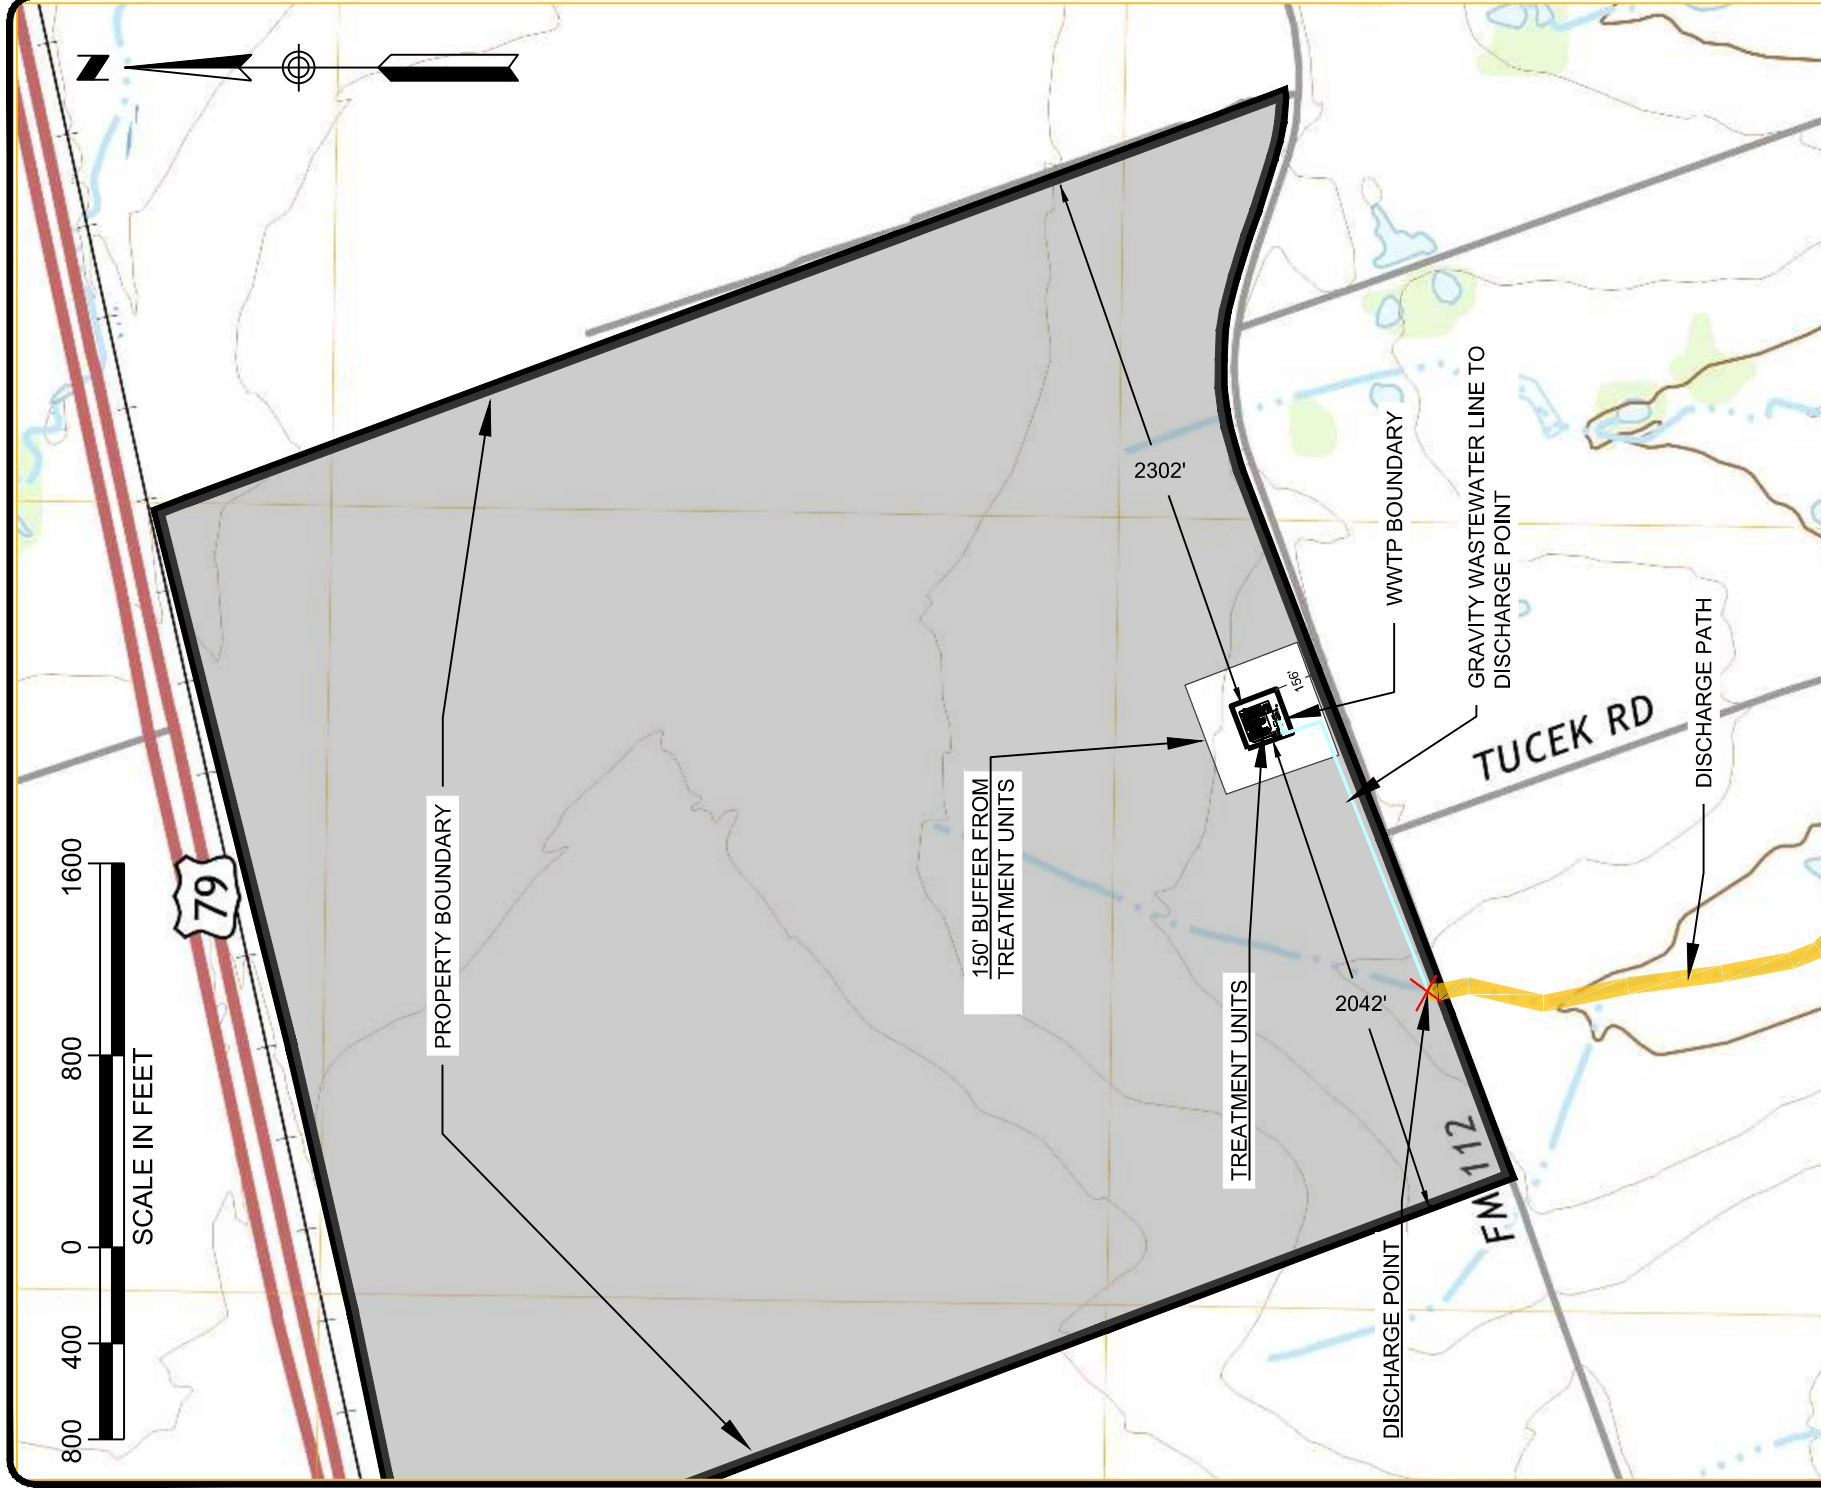 N
800
400
0
800
1600
SCALE IN FEET
79
PROPERTY BOUNDARY
150' BUFFER FROM
TREATMENT UNITS
2302'
156'
WWTP BOUNDARY
GRAVITY WASTEWATER LINE TO
DISCHARGE POINT
TREATMENT UNITS
2042'
TUCEK RD
DISCHARGE PATH
DISCHARGE POINT
FM 112